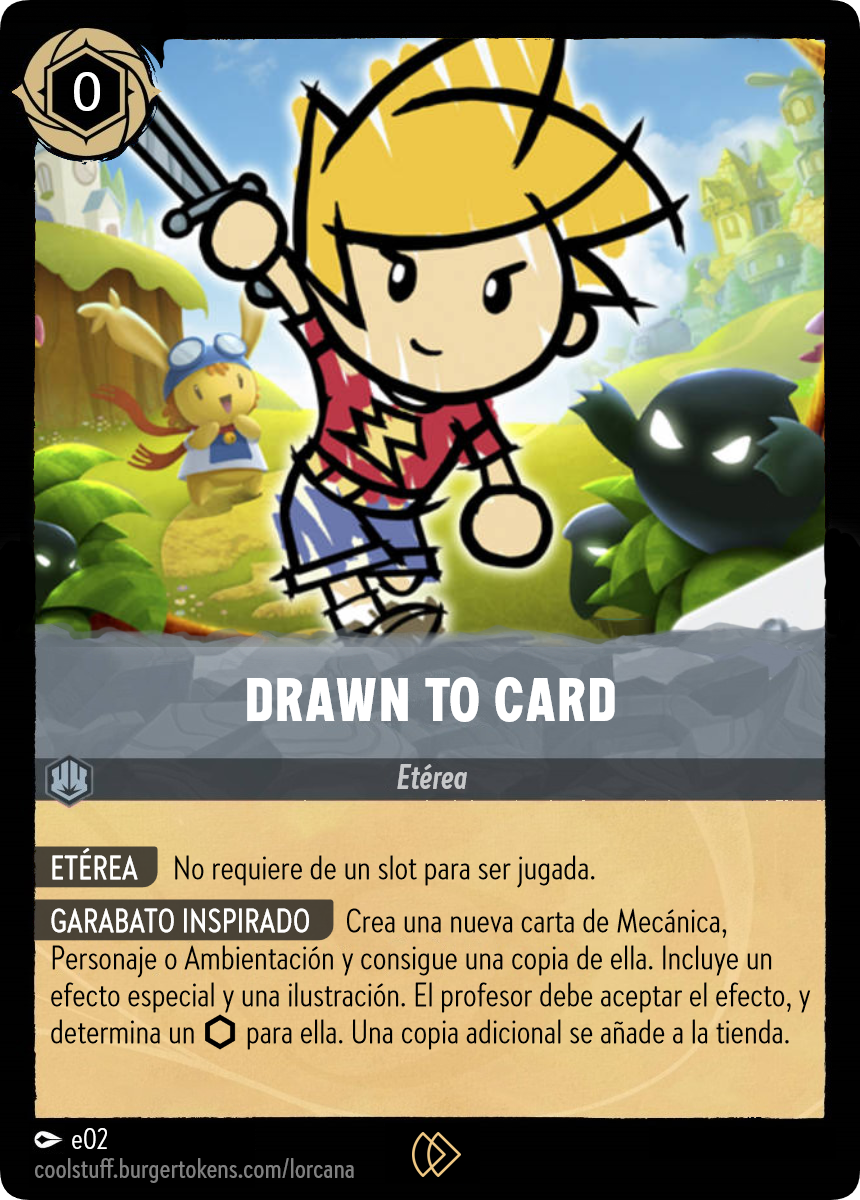 0
DRAWN TO CARD
Etérea
ETÉREA No requiere de un slot para ser jugada.
GARABATO INSPIRADO Crea una nueva carta de Mecánica,
Personaje o Ambientación y consigue una copia de ella. Incluye un
efecto especial y una ilustración. El profesor debe aceptar el efecto, y
determina un para ella. Una copia adicional se añade a la tienda.
e02
coolstuff.burgertokens.com/lorcana